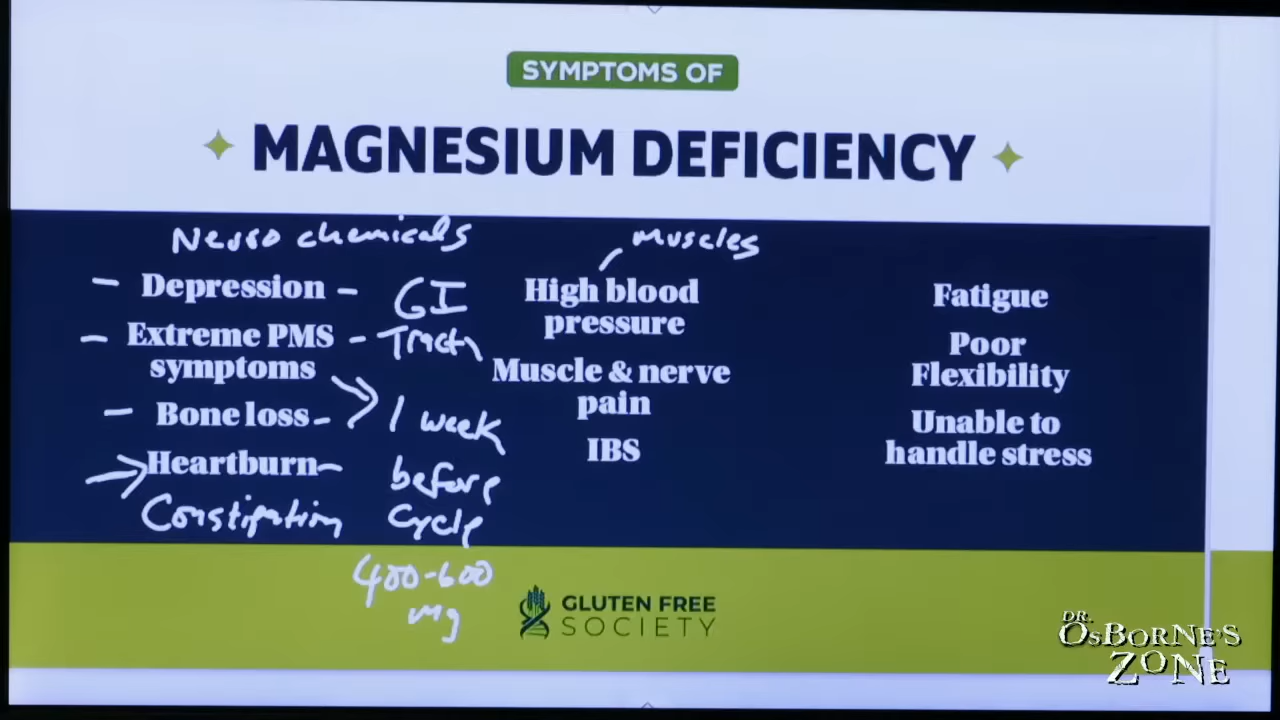 SYMPTOMS OF
MAGNESIUM DEFICIENCY
Neuro chemicals
Depression
GI
Extreme PMS
Tract
symptoms
Bone loss
1 week
Heartburn
before
Constipation
cycle
400-600
mg
muscles
High blood
pressure
Muscle & nerve
pain
IBS
Fatigue
Poor
Flexibility
Unable to
handle stress
GLUTEN FREE
SOCIETY
DR.
OSBORNE'S
ZONE